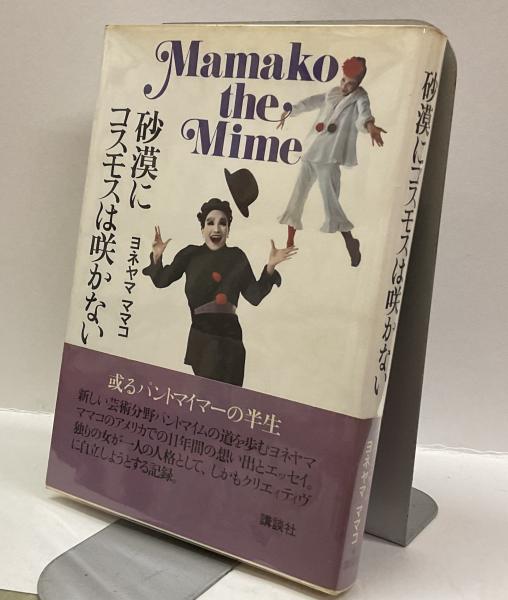 Mamako
the
Mime
砂漠に
コスモスは咲かない
ヨネヤマ ママコ
或るパントマイマーの半生
新しい芸術分野パントマイムの道を歩むヨネヤマ
ママコのアメリカでの11年間の想い出とエッセイ。
独りの女が一人の人格として、しかもクリエィティヴ
に自立しようとする記録。
講談社
砂漠にコスモスは咲かない
ヨネヤマ ママコ